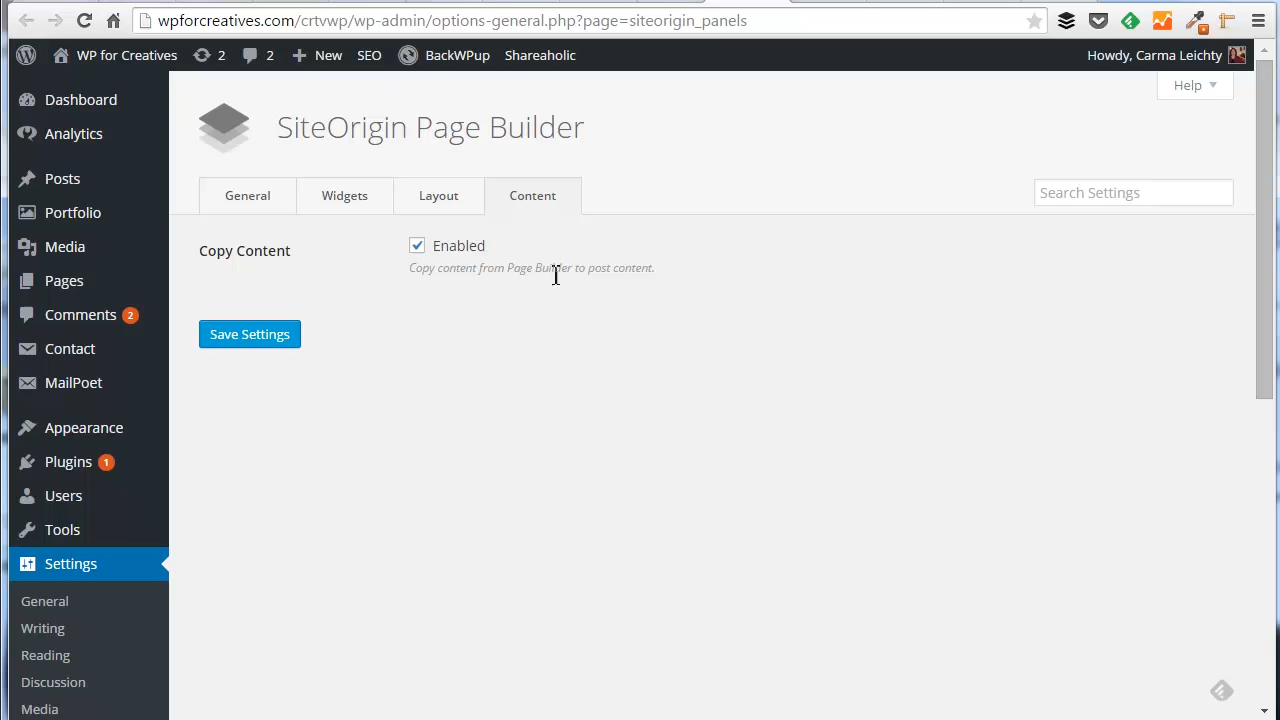 wpforcreatives.com/crtvwp/wp-admin/options-general.php?page=siteorigin_panels
WP for Creatives 2 2 New SEO BackWPup Shareaholic Howdy, Carma Leichty
Help
Dashboard
Analytics
Posts
Portfolio
Media
Pages
Comments 2
Contact
MailPoet
Appearance
Plugins 1
Users
Tools
Settings
General
Writing
Reading
Discussion
Media
SiteOrigin Page Builder
General Widgets Layout Content
Search Settings
Copy Content
Enabled
Copy content from Page Builder to post content.
Save Settings